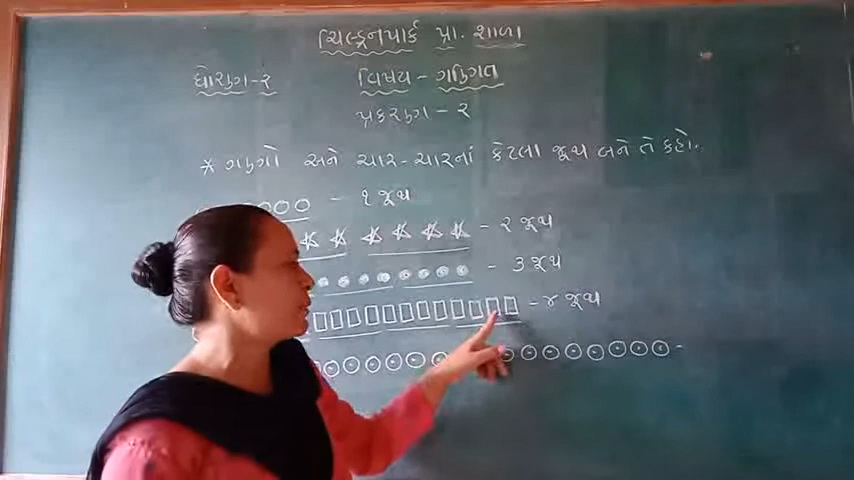 ચિલ્ડ્રનપાર્ક પ્રા. શાળા
ધોરણ-૨ વિષય - ગણિત
પ્રકરણ - ૨
* ગણો અને ચાર-ચારનાં કેટલા જૂથ બને તે કહો.
- ૧ જૂથ
- ૨ જૂથ
- ૩ જૂથ
- ૪ જૂથ
-